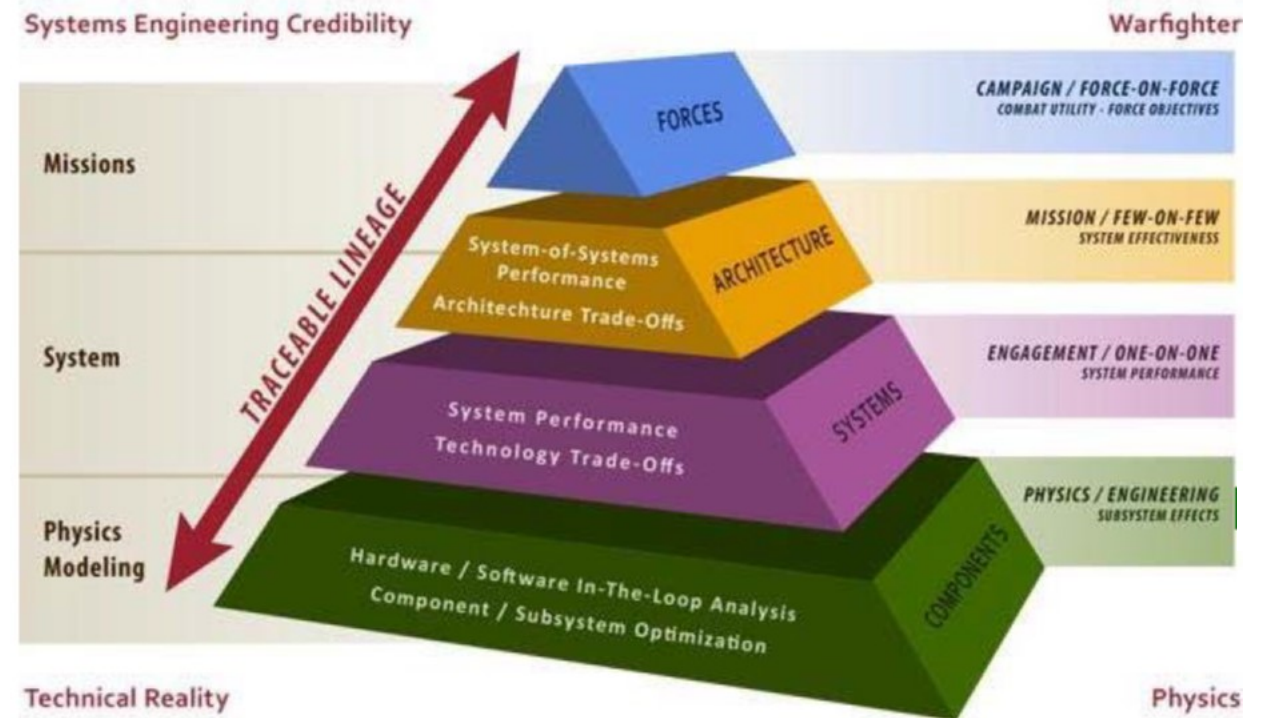 Systems Engineering Credibility
Warfighter
Missions
System
Physics
Modeling
TRACEABLE LINEAGE
FORCES
CAMPAIGN / FORCE-ON-FORCE
COMBAT UTILITY - FORCE OBJECTIVES
System-of-Systems
Performance
Architechture Trade-Offs
ARCHITECTURE
MISSION / FEW-ON-FEW
SYSTEM EFFECTIVENESS
System Performance
Technology Trade-Offs
SYSTEMS
ENGAGEMENT / ONE-ON-ONE
SYSTEM PERFORMANCE
Hardware / Software In-The-Loop Analysis
Component / Subsystem Optimization
COMPONENTS
PHYSICS / ENGINEERING
SUBSYSTEM EFFECTS
Technical Reality
Physics